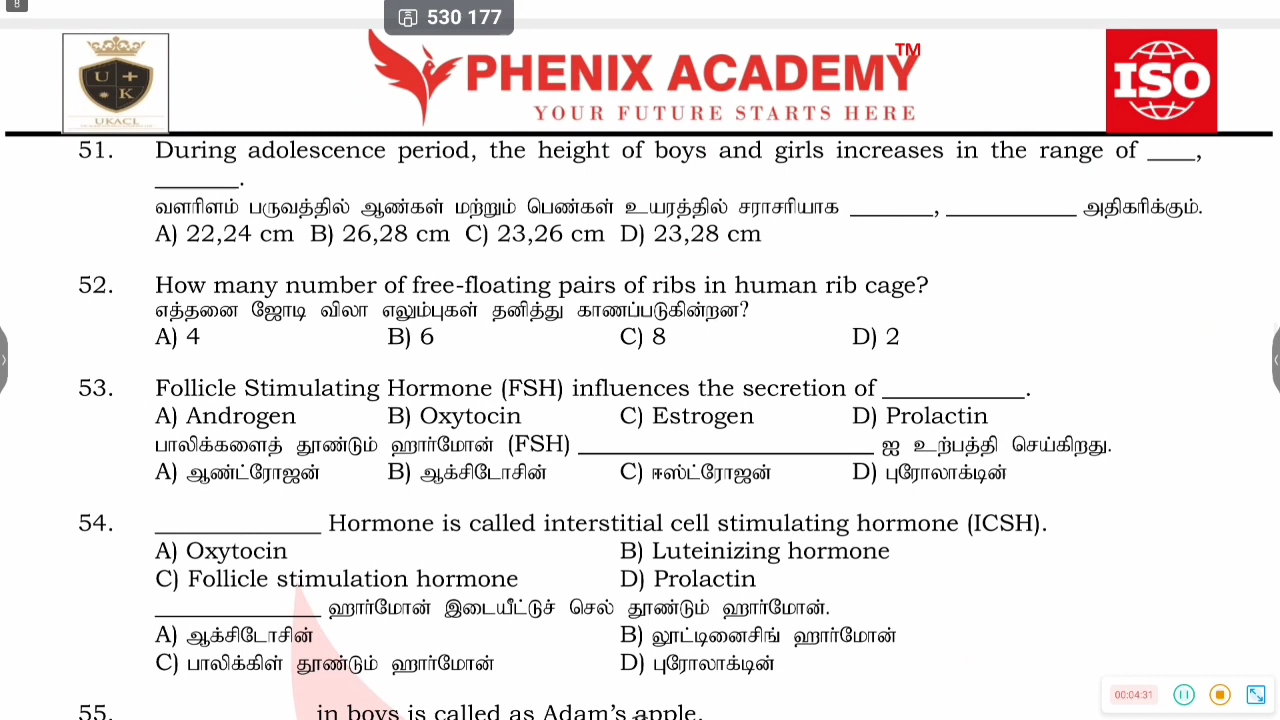 8
530 177
U + K
UKACL
PHENIX ACADEMY™
YOUR FUTURE STARTS HERE
ISO
51. During adolescence period, the height of boys and girls increases in the range of ____,
_______.
வளரிளம் பருவத்தில் ஆண்கள் மற்றும் பெண்கள் உயரத்தில் சராசரியாக _______, ___________ அதிகரிக்கும்.
A) 22,24 cm B) 26,28 cm C) 23,26 cm D) 23,28 cm
52. How many number of free-floating pairs of ribs in human rib cage?
எத்தனை ஜோடி விலா எலும்புகள் தனித்து காணப்படுகின்றன?
A) 4 B) 6 C) 8 D) 2
53. Follicle Stimulating Hormone (FSH) influences the secretion of ____________.
A) Androgen B) Oxytocin C) Estrogen D) Prolactin
பாலிக்களைத் தூண்டும் ஹார்மோன் (FSH) _________________________ ஐ உற்பத்தி செய்கிறது.
A) ஆண்ட்ரோஜன் B) ஆக்சிடோசின் C) ஈஸ்ட்ரோஜன் D) புரோலாக்டின்
54. ______________ Hormone is called interstitial cell stimulating hormone (ICSH).
A) Oxytocin B) Luteinizing hormone
C) Follicle stimulation hormone D) Prolactin
______________ ஹார்மோன் இடையீட்டுச் செல் தூண்டும் ஹார்மோன்.
A) ஆக்சிடோசின் B) லூட்டினைசிங் ஹார்மோன்
C) பாலிக்கிள் தூண்டும் ஹார்மோன் D) புரோலாக்டின்
55. ______________ in boys is called as Adam's apple.
00:04:31